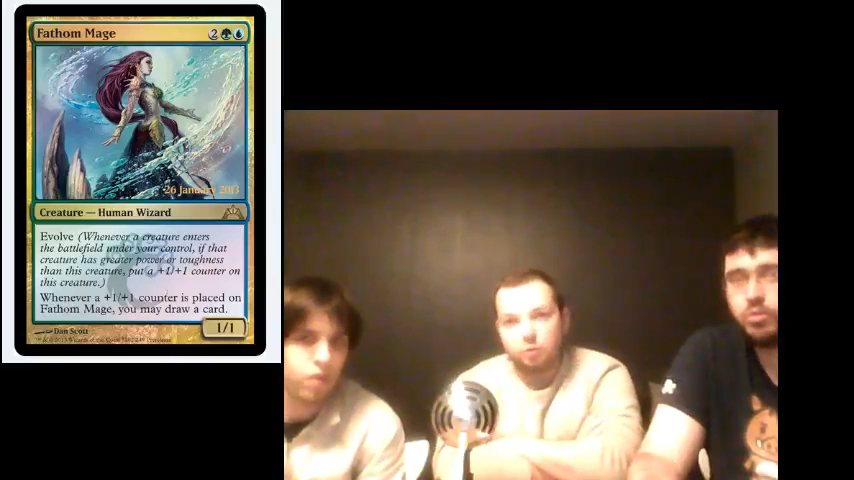 Fathom Mage 2
26 January 2013
Creature — Human Wizard
Evolve (Whenever a creature enters
the battlefield under your control, if that
creature has greater power or toughness
than this creature, put a +1/+1 counter on
this creature.)
Whenever a +1/+1 counter is placed on
Fathom Mage, you may draw a card.
1/1
Dan Scott